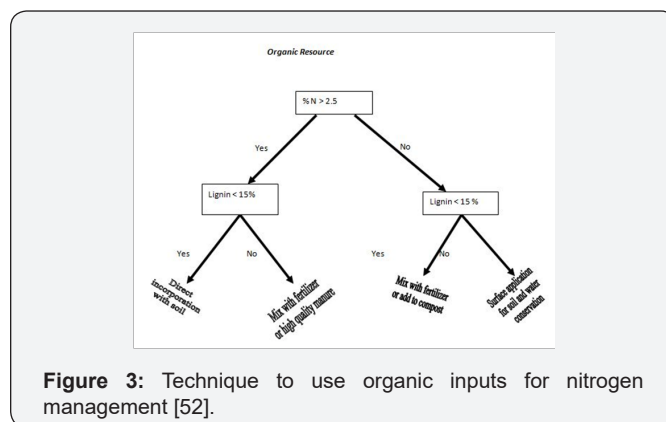 Organic Resource
% N > 2.5
Yes
No
Lignin < 15%
Lignin < 15 %
Yes
No
Yes
No
Direct
incorporation
with soil
Mix with fertilizer
or high quality manure
Mix with fertilizer
or add to compost
Surface application
for soil and water
conservation
Figure 3: Technique to use organic inputs for nitrogen
management [52].